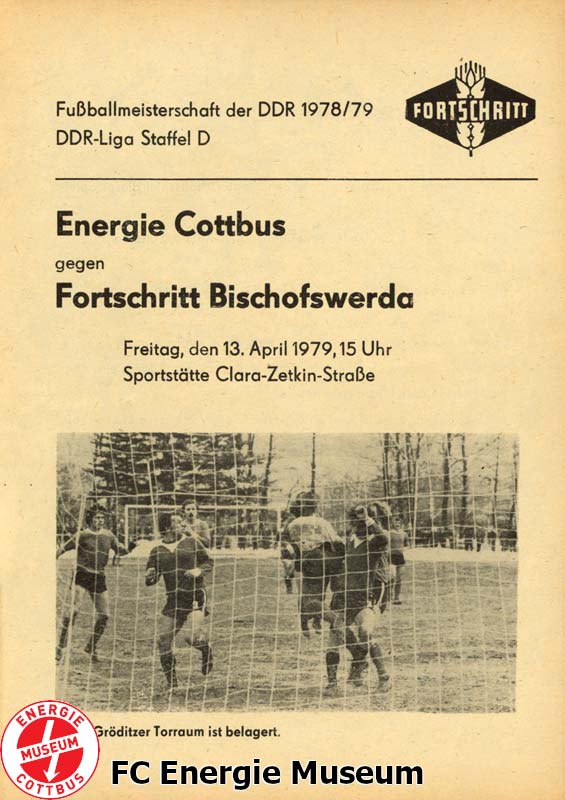 Fußballmeisterschaft der DDR 1978/79
DDR-Liga Staffel D
FORTSCHRITT
Energie Cottbus
gegen
Fortschritt Bischofswerda
Freitag, den 13. April 1979, 15 Uhr
Sportstätte Clara-Zetkin-Straße
Gröditzer Torraum ist belagert.
ENERGIE
MUSEUM
COTTBUS
FC Energie Museum